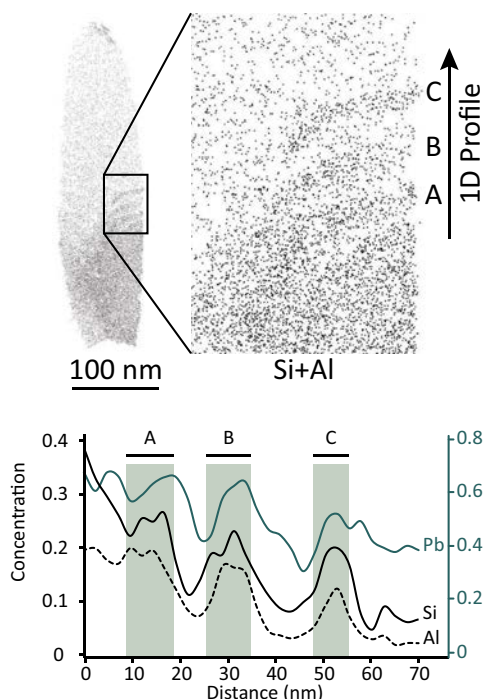 C
B
A
1D Profile
100 nm
Si+Al
0.4
0.3
0.2
0.1
0
Concentration
A
B
C
0.8
0.6
0.4
0.2
0
Pb
Si
Al
0 10 20 30 40 50 60 70
Distance (nm)